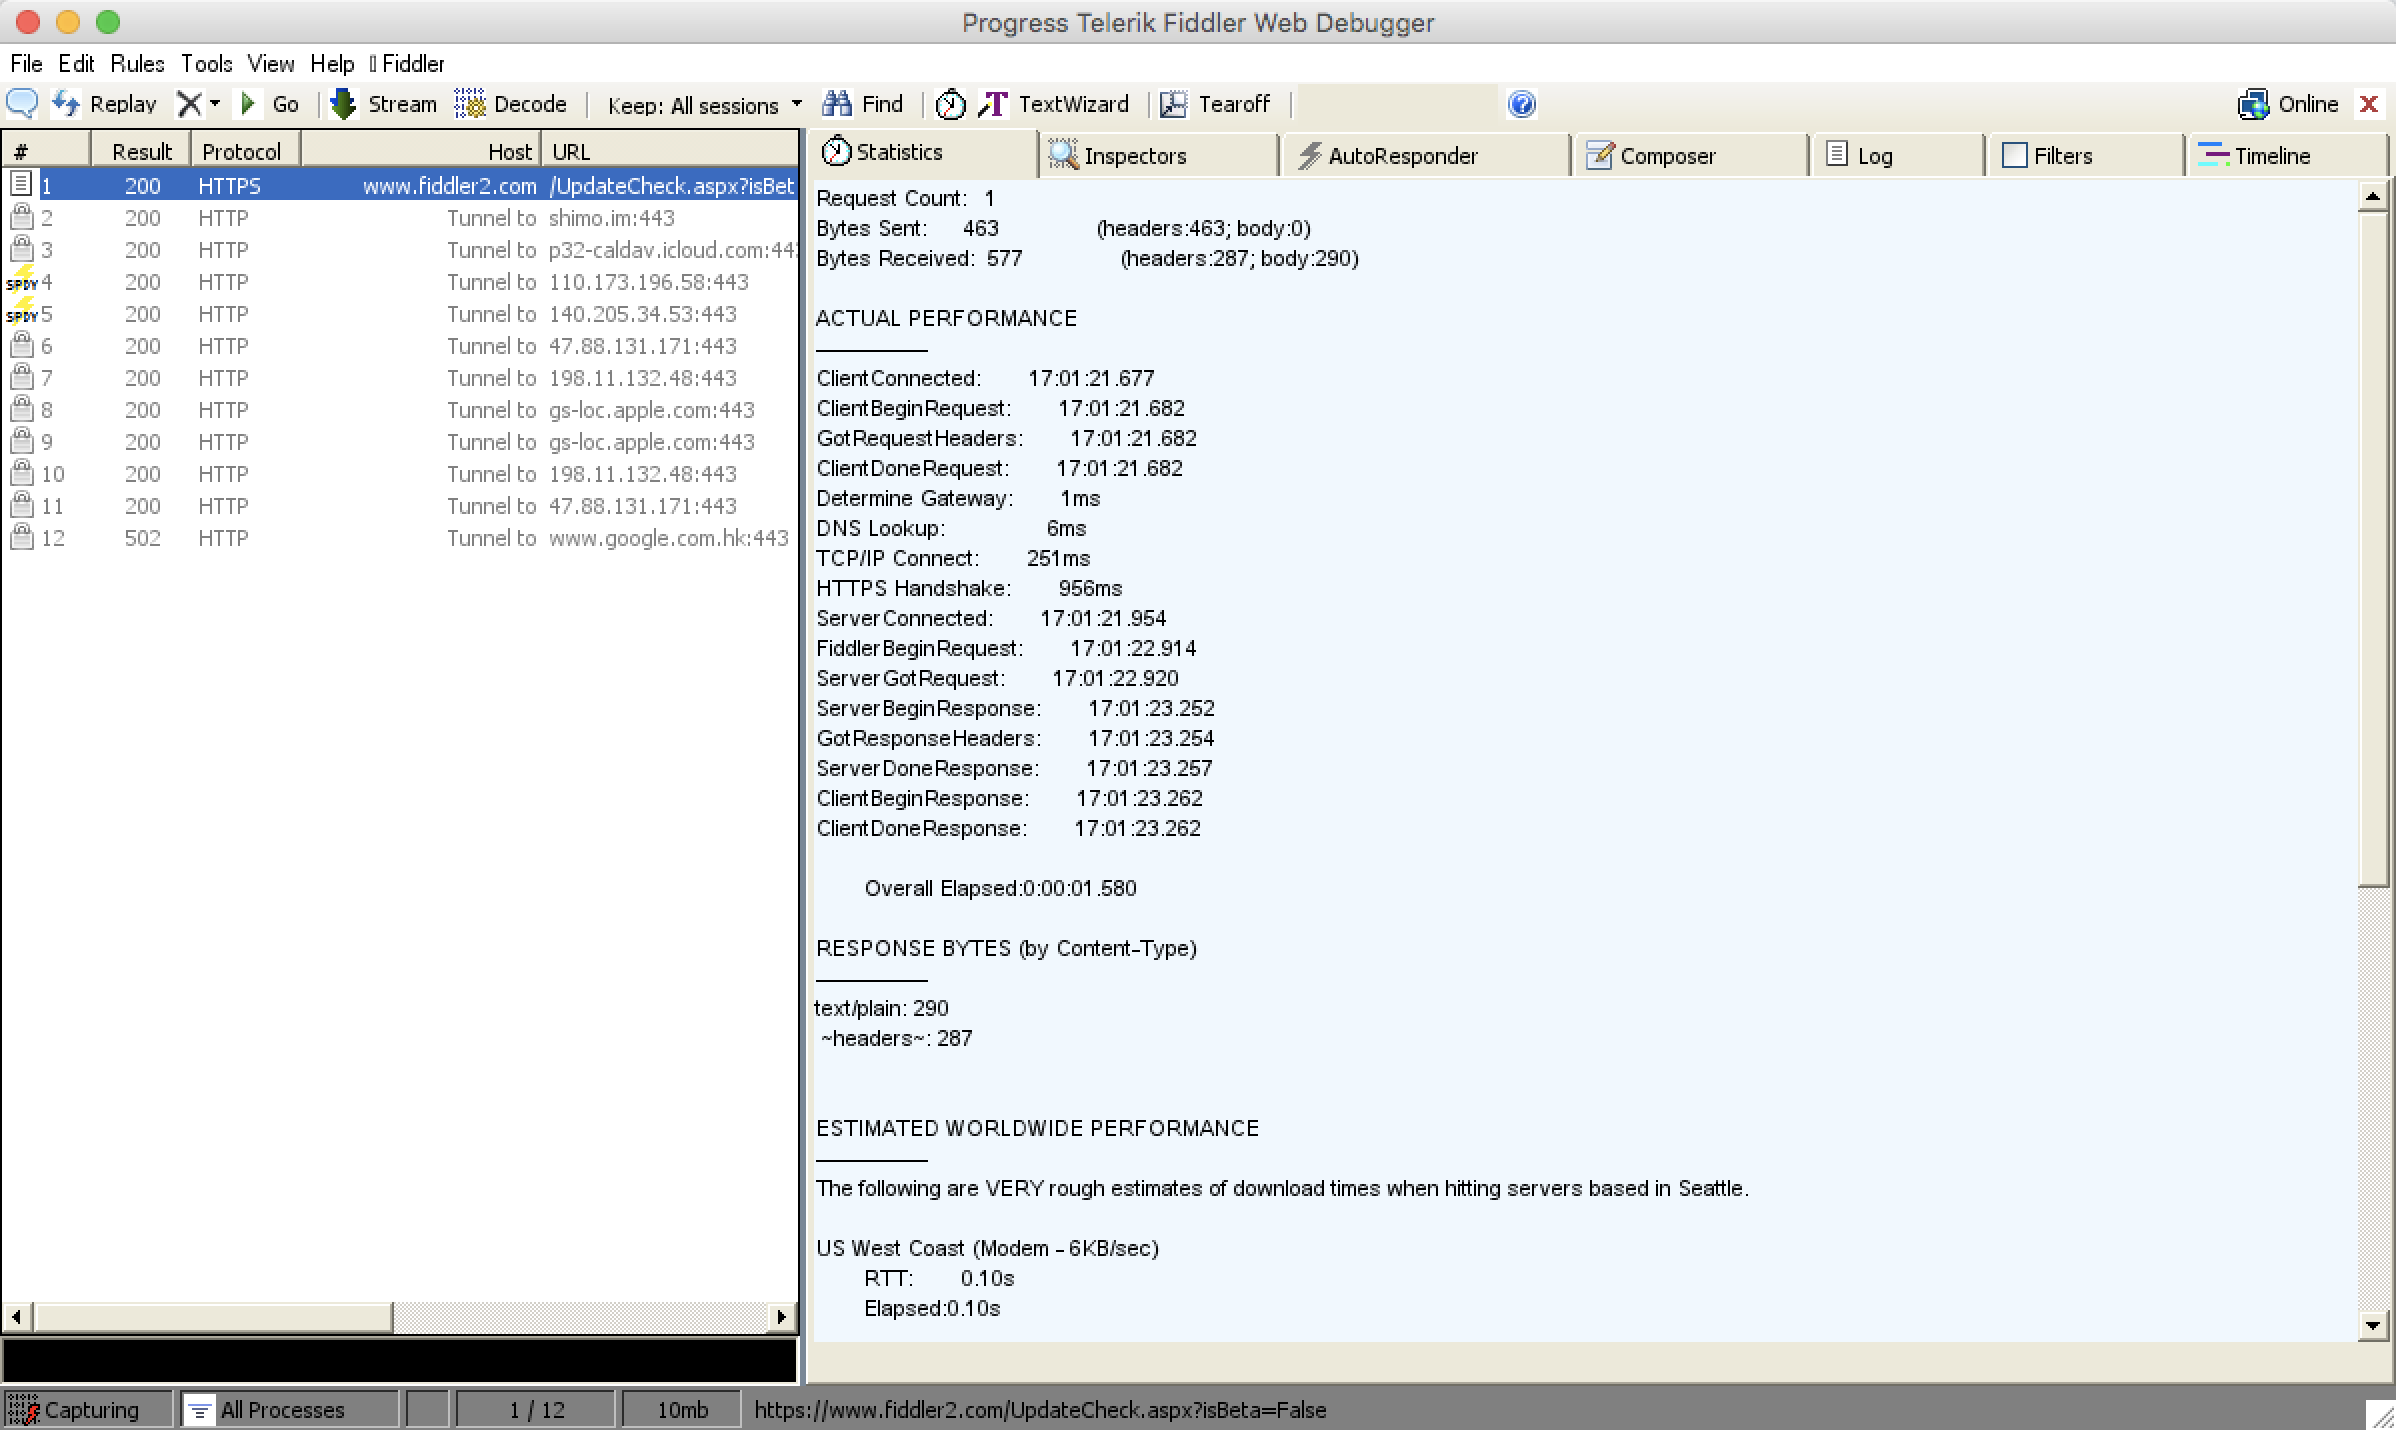 Progress Telerik Fiddler Web Debugger
File Edit Rules Tools View Help Fiddler
Replay Go Stream Decode Keep: All sessions Find TextWizard Tearoff Online
# Result Protocol Host URL
1 200 HTTPS www.fiddler2.com /UpdateCheck.aspx?isBet
2 200 HTTP Tunnel to shimo.im:443
3 200 HTTP Tunnel to p32-caldav.icloud.com:443
SPDY 4 200 HTTP Tunnel to 110.173.196.58:443
SPDY 5 200 HTTP Tunnel to 140.205.34.53:443
6 200 HTTP Tunnel to 47.88.131.171:443
7 200 HTTP Tunnel to 198.11.132.48:443
8 200 HTTP Tunnel to gs-loc.apple.com:443
9 200 HTTP Tunnel to gs-loc.apple.com:443
10 200 HTTP Tunnel to 198.11.132.48:443
11 200 HTTP Tunnel to 47.88.131.171:443
12 502 HTTP Tunnel to www.google.com.hk:443
Statistics Inspectors AutoResponder Composer Log Filters Timeline
Request Count: 1
Bytes Sent: 463 (headers:463; body:0)
Bytes Received: 577 (headers:287; body:290)
ACTUAL PERFORMANCE
ClientConnected: 17:01:21.677
ClientBeginRequest: 17:01:21.682
GotRequestHeaders: 17:01:21.682
ClientDoneRequest: 17:01:21.682
Determine Gateway: 1ms
DNS Lookup: 6ms
TCP/IP Connect: 251ms
HTTPS Handshake: 956ms
ServerConnected: 17:01:21.954
FiddlerBeginRequest: 17:01:22.914
ServerGotRequest: 17:01:22.920
ServerBeginResponse: 17:01:23.252
GotResponseHeaders: 17:01:23.254
ServerDoneResponse: 17:01:23.257
ClientBeginResponse: 17:01:23.262
ClientDoneResponse: 17:01:23.262
Overall Elapsed:0:00:01.580
RESPONSE BYTES (by Content-Type)
text/plain: 290
~headers~: 287
ESTIMATED WORLDWIDE PERFORMANCE
The following are VERY rough estimates of download times when hitting servers based in Seattle.
US West Coast (Modem - 6KB/sec)
RTT: 0.10s
Elapsed:0.10s
Capturing All Processes 1 / 12 10mb https://www.fiddler2.com/UpdateCheck.aspx?isBeta=False